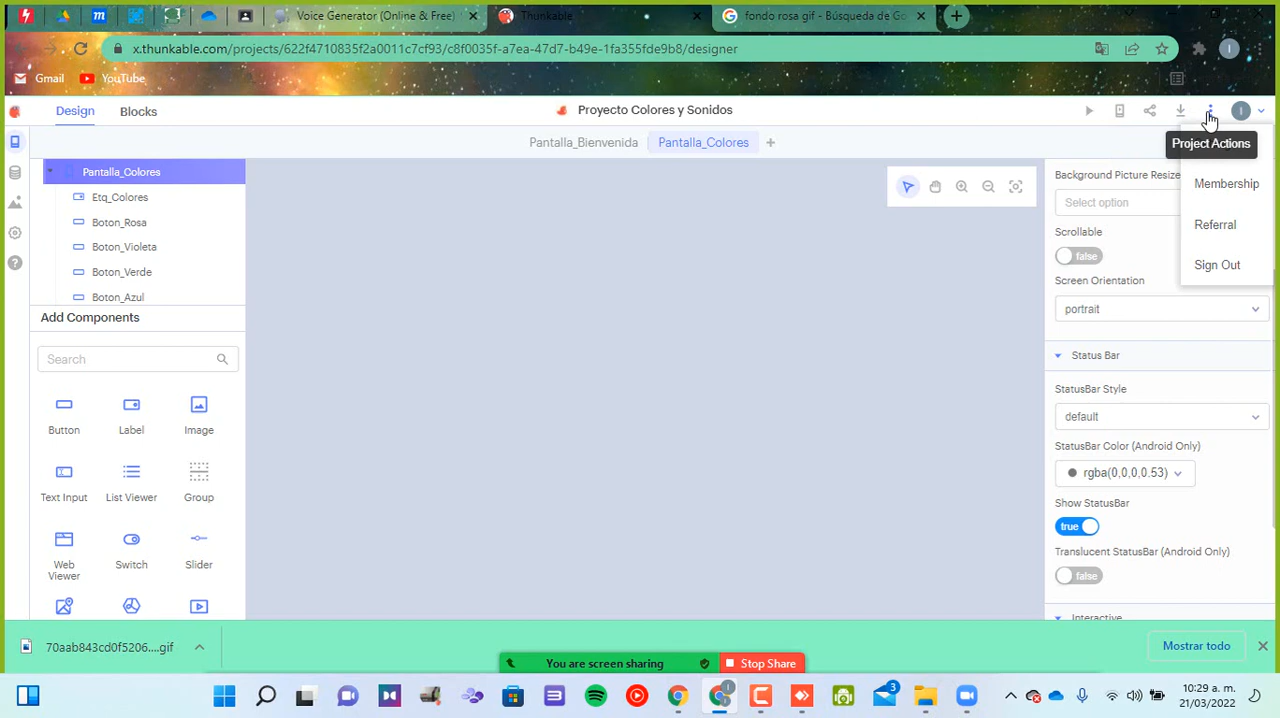 Voice Generator (Online & Free)
Thunkable
fondo rosa gif - Búsqueda de Go
x.thunkable.com/projects/622f4710835f2a0011c7cf93/c8f0035f-a7ea-47d7-b49e-1fa355fde9b8/designer
Gmail
YouTube
Design
Blocks
Proyecto Colores y Sonidos
I
Pantalla_Bienvenida
Pantalla_Colores
Project Actions
Pantalla_Colores
Etq_Colores
Boton_Rosa
Boton_Violeta
Boton_Verde
Boton_Azul
Add Components
Search
Button
Label
Image
Text Input
List Viewer
Group
Web
Viewer
Switch
Slider
Background Picture Resize
Select option
Scrollable
false
Screen Orientation
portrait
Membership
Referral
Sign Out
Status Bar
StatusBar Style
default
StatusBar Color (Android Only)
rgba(0,0,0,0.53)
Show StatusBar
true
Translucent StatusBar (Android Only)
false
Interactive
70aab843cd0f5206....gif
Mostrar todo
You are screen sharing
Stop Share
3
10:29 a. m.
21/03/2022